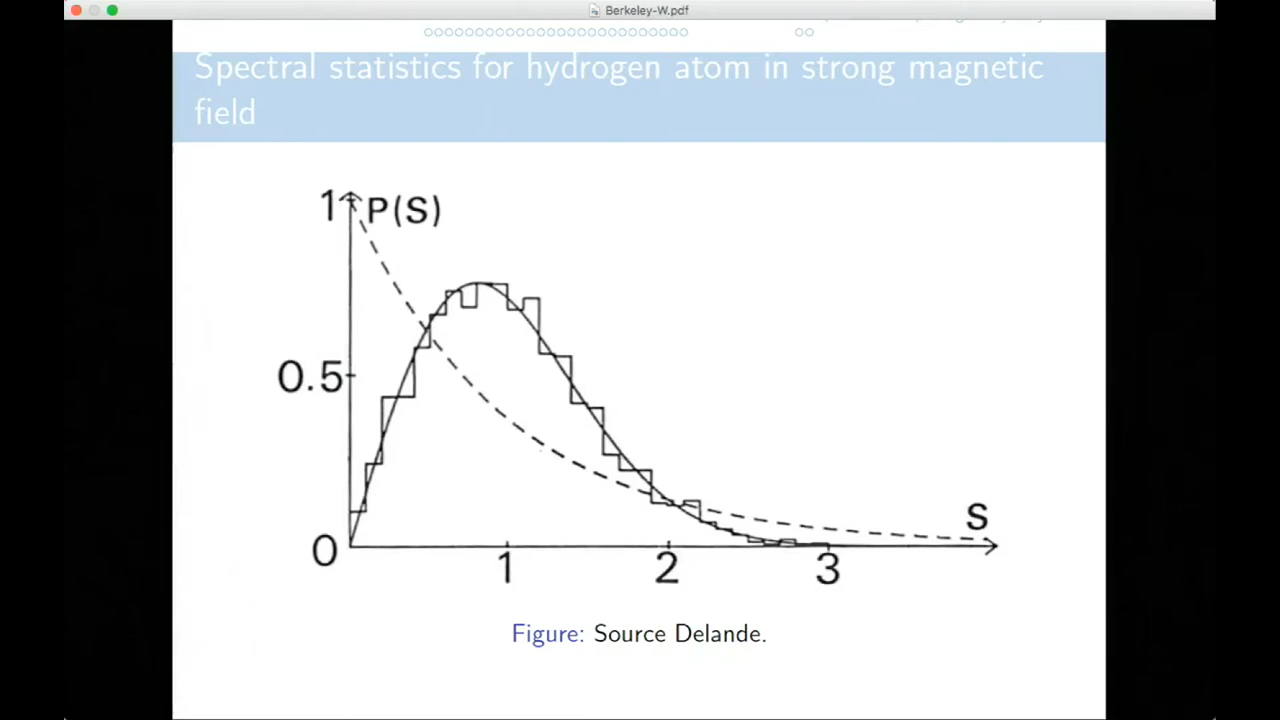 Berkeley-W.pdf
Spectral statistics for hydrogen atom in strong magnetic
field
1
P(S)
0.5
S
0
1
2
3
Figure: Source Delande.